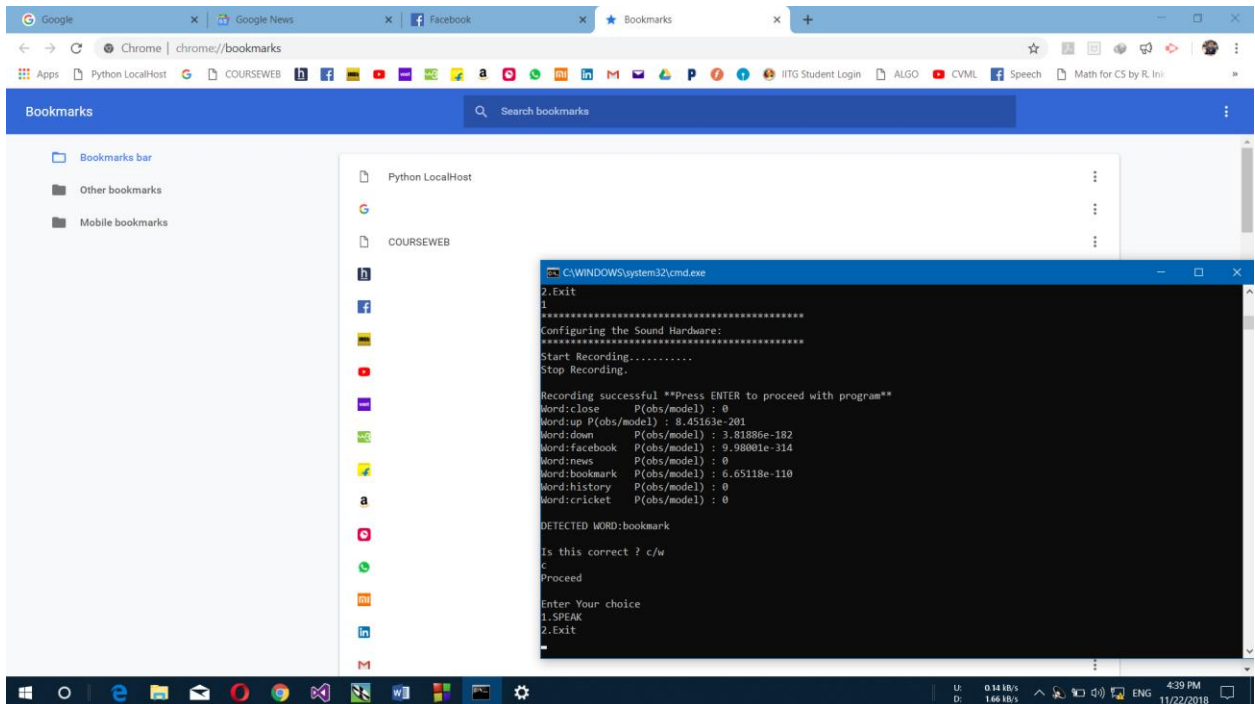 Google Google News Facebook Bookmarks
Chrome | chrome://bookmarks
Apps Python LocalHost COURSEWEB IITG Student Login ALGO CVML Speech Math for CS by R. Ini
Bookmarks Search bookmarks
Bookmarks bar
Other bookmarks
Mobile bookmarks
Python LocalHost
COURSEWEB
C:\WINDOWS\system32\cmd.exe
2.Exit
1
*********************************************
Configuring the Sound Hardware:
*********************************************
Start Recording...........
Stop Recording.
Recording successful **Press ENTER to proceed with program**
Word:close P(obs/model) : 0
Word:up P(obs/model) : 8.45163e-201
Word:down P(obs/model) : 3.81886e-182
Word:facebook P(obs/model) : 9.98001e-314
Word:news P(obs/model) : 0
Word:bookmark P(obs/model) : 6.65118e-110
Word:history P(obs/model) : 0
Word:cricket P(obs/model) : 0
DETECTED WORD:bookmark
Is this correct ? c/w
c
Proceed
Enter Your choice
1.SPEAK
2.Exit
U: 0.14 kB/s
D: 1.66 kB/s
ENG
4:39 PM
11/22/2018